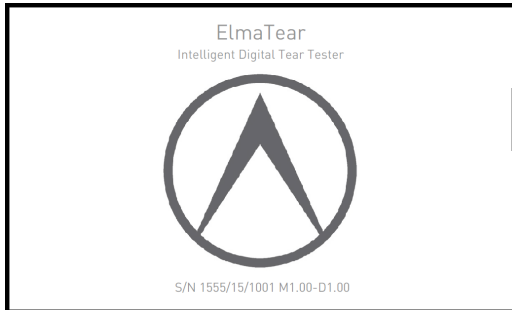 ElmaTear
Intelligent Digital Tear Tester
S/N 1555/15/1001 M1.00-D1.00